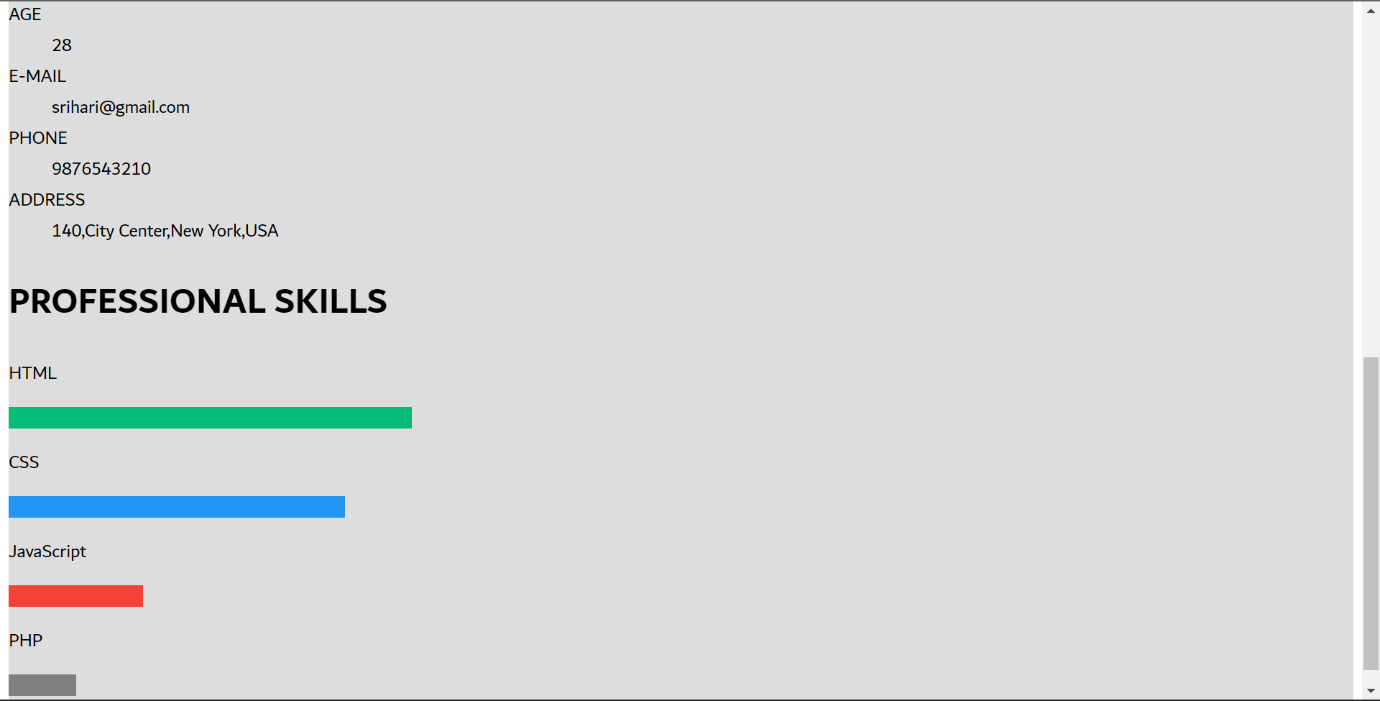 AGE
28
E-MAIL
srihari@gmail.com
PHONE
9876543210
ADDRESS
140,City Center,New York,USA
PROFESSIONAL SKILLS
HTML
CSS
JavaScript
PHP